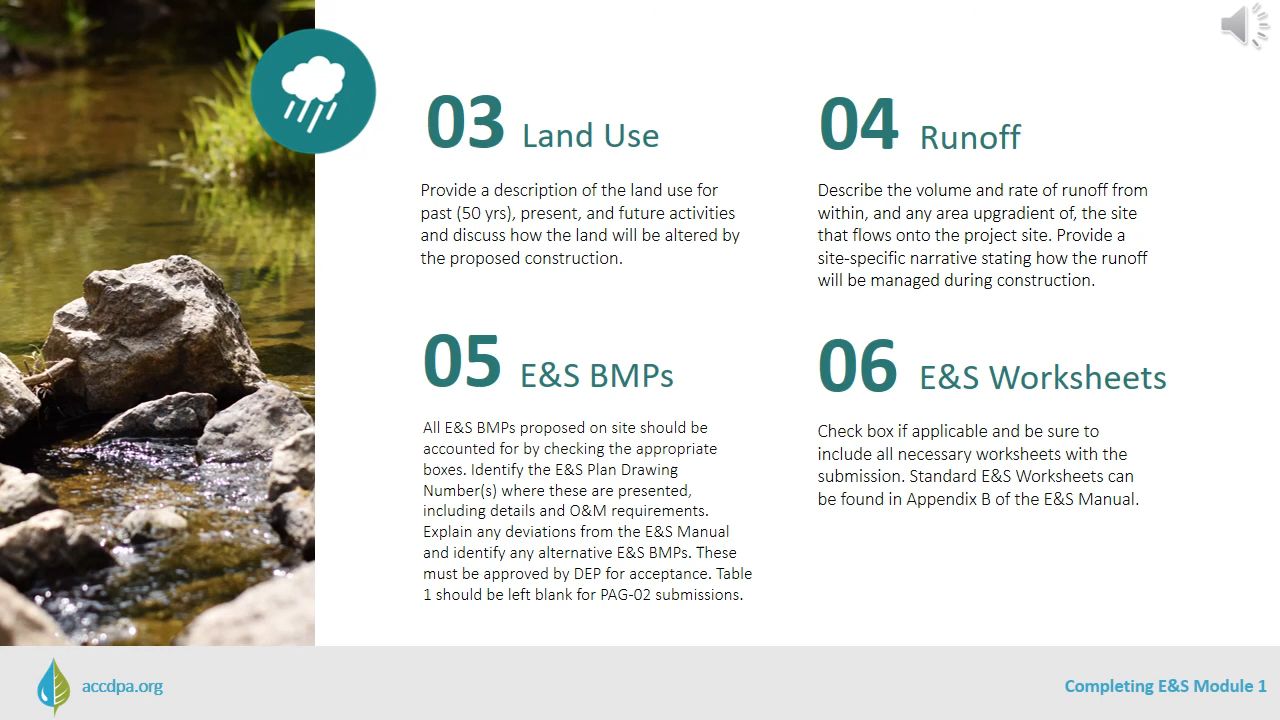 03 Land Use
Provide a description of the land use for
past (50 yrs), present, and future activities
and discuss how the land will be altered by
the proposed construction.
04 Runoff
Describe the volume and rate of runoff from
within, and any area upgradient of, the site
that flows onto the project site. Provide a
site-specific narrative stating how the runoff
will be managed during construction.
05 E&S BMPs
All E&S BMPs proposed on site should be
accounted for by checking the appropriate
boxes. Identify the E&S Plan Drawing
Number(s) where these are presented,
including details and O&M requirements.
Explain any deviations from the E&S Manual
and identify any alternative E&S BMPs. These
must be approved by DEP for acceptance. Table
1 should be left blank for PAG-02 submissions.
06 E&S Worksheets
Check box if applicable and be sure to
include all necessary worksheets with the
submission. Standard E&S Worksheets can
be found in Appendix B of the E&S Manual.
accdpa.org
Completing E&S Module 1